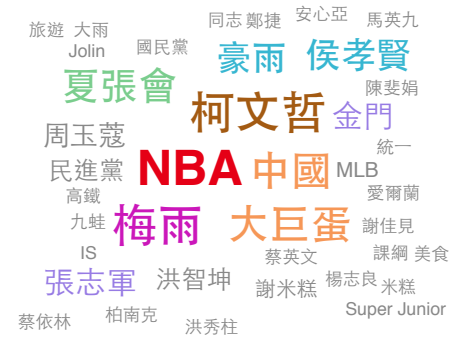 同志 鄭捷 安心亞 馬英九
旅遊 大雨
Jolin 國民黨 豪雨 侯孝賢
夏張會 陳斐娟
柯文哲 金門
周玉蔻 統一
民進黨 NBA 中國 MLB
高鐵 愛爾蘭
九蛙 梅雨 大巨蛋 謝佳見
IS 蔡英文 課綱 美食
張志軍 洪智坤 謝米糕 楊志良 米糕
Super Junior
蔡依林 柏南克 洪秀柱